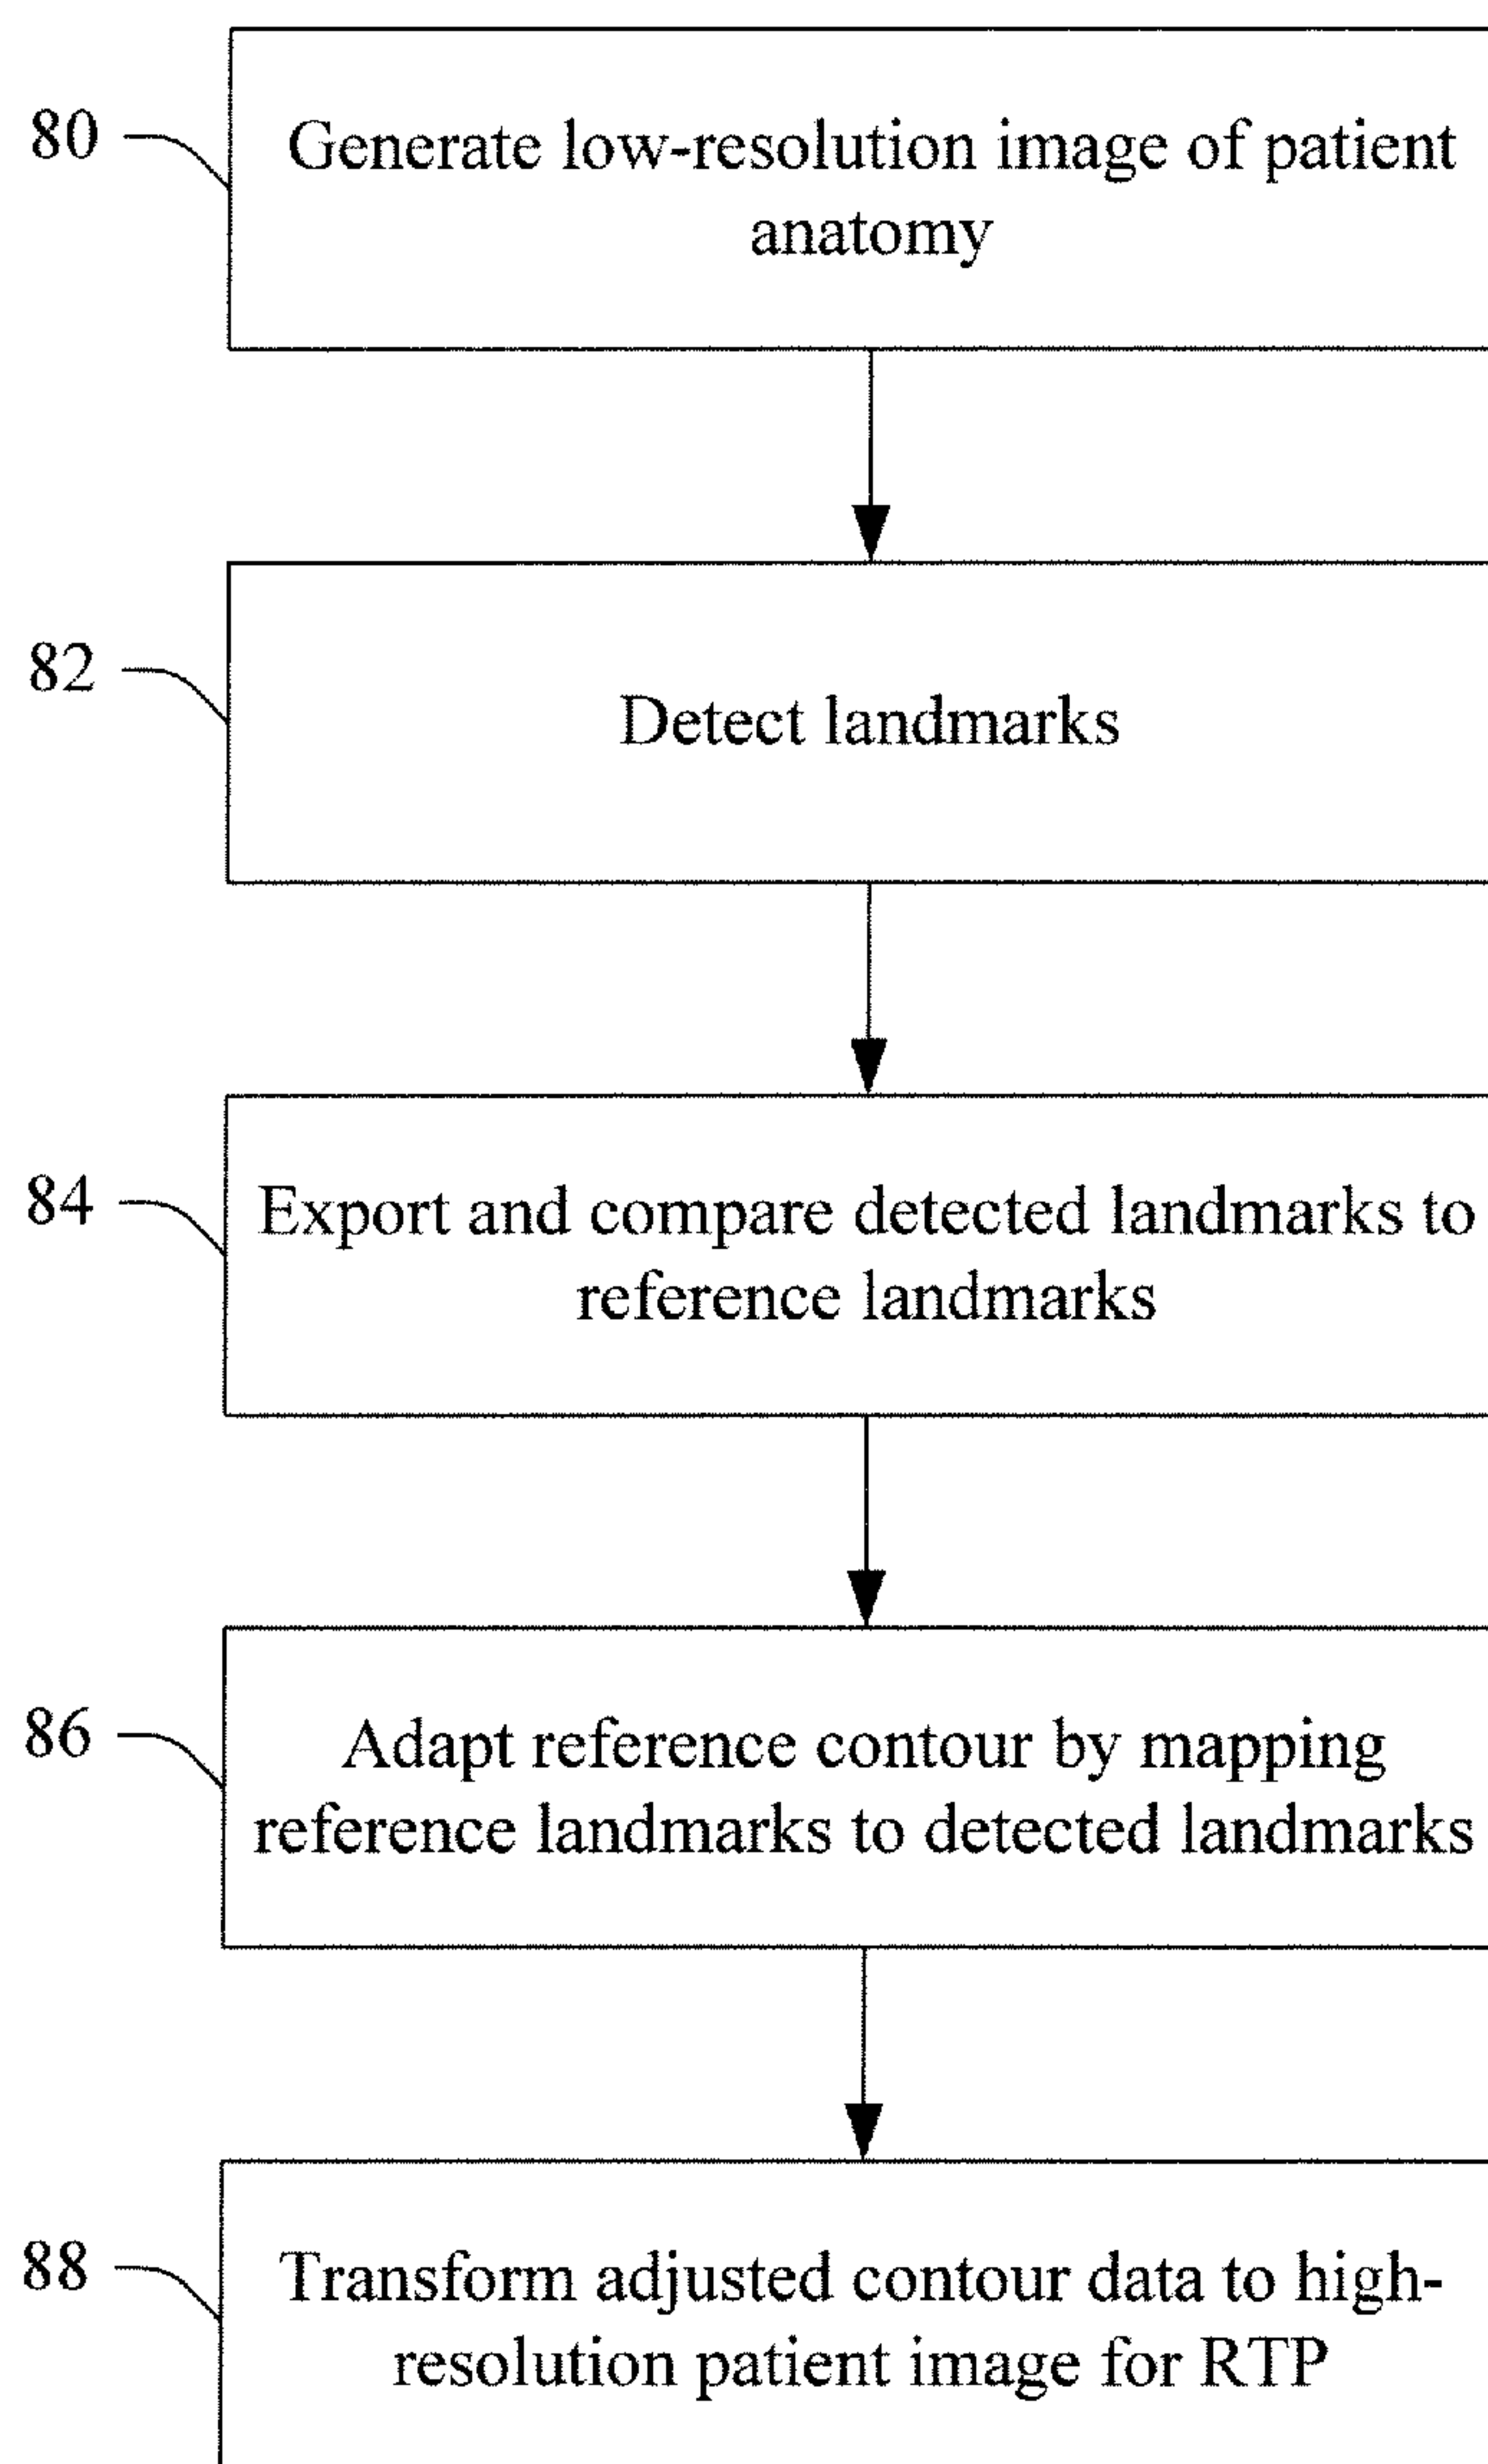 80
Generate low-resolution image of patient
anatomy
82
Detect landmarks
84
Export and compare detected landmarks to
reference landmarks
86
Adapt reference contour by mapping
reference landmarks to detected landmarks
88
Transform adjusted contour data to high-
resolution patient image for RTP